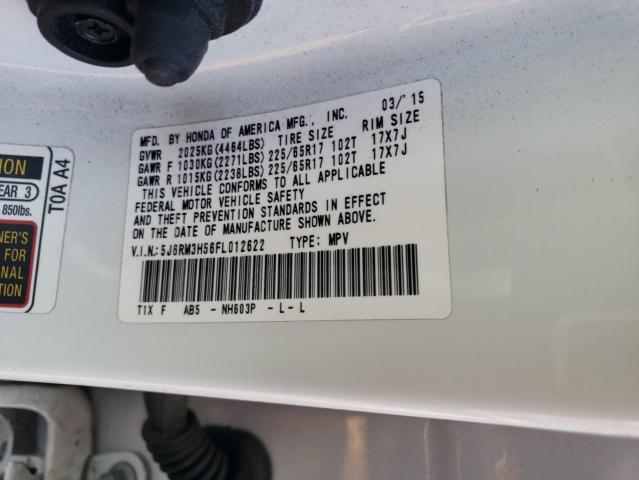 MFD. BY HONDA OF AMERICA MFG., INC. 03/'15
GVWR 2025KG(4464LBS) TIRE SIZE RIM SIZE
GAWR F 1030KG(2271LBS) 225/65R17 102T 17X7J
GAWR R 1015KG(2238LBS) 225/65R17 102T 17X7J
THIS VEHICLE CONFORMS TO ALL APPLICABLE
FEDERAL MOTOR VEHICLE SAFETY
AND THEFT PREVENTION STANDARDS IN EFFECT
ON THE DATE OF MANUFACTURE SHOWN ABOVE.
V.I.N.:5J6RM3H56FL012622 TYPE: MPV
T1X F AB5 - NH603P - L - L
TION
EAR 3
850lbs.
NER'S
FOR
NAL
TION
T0A A4